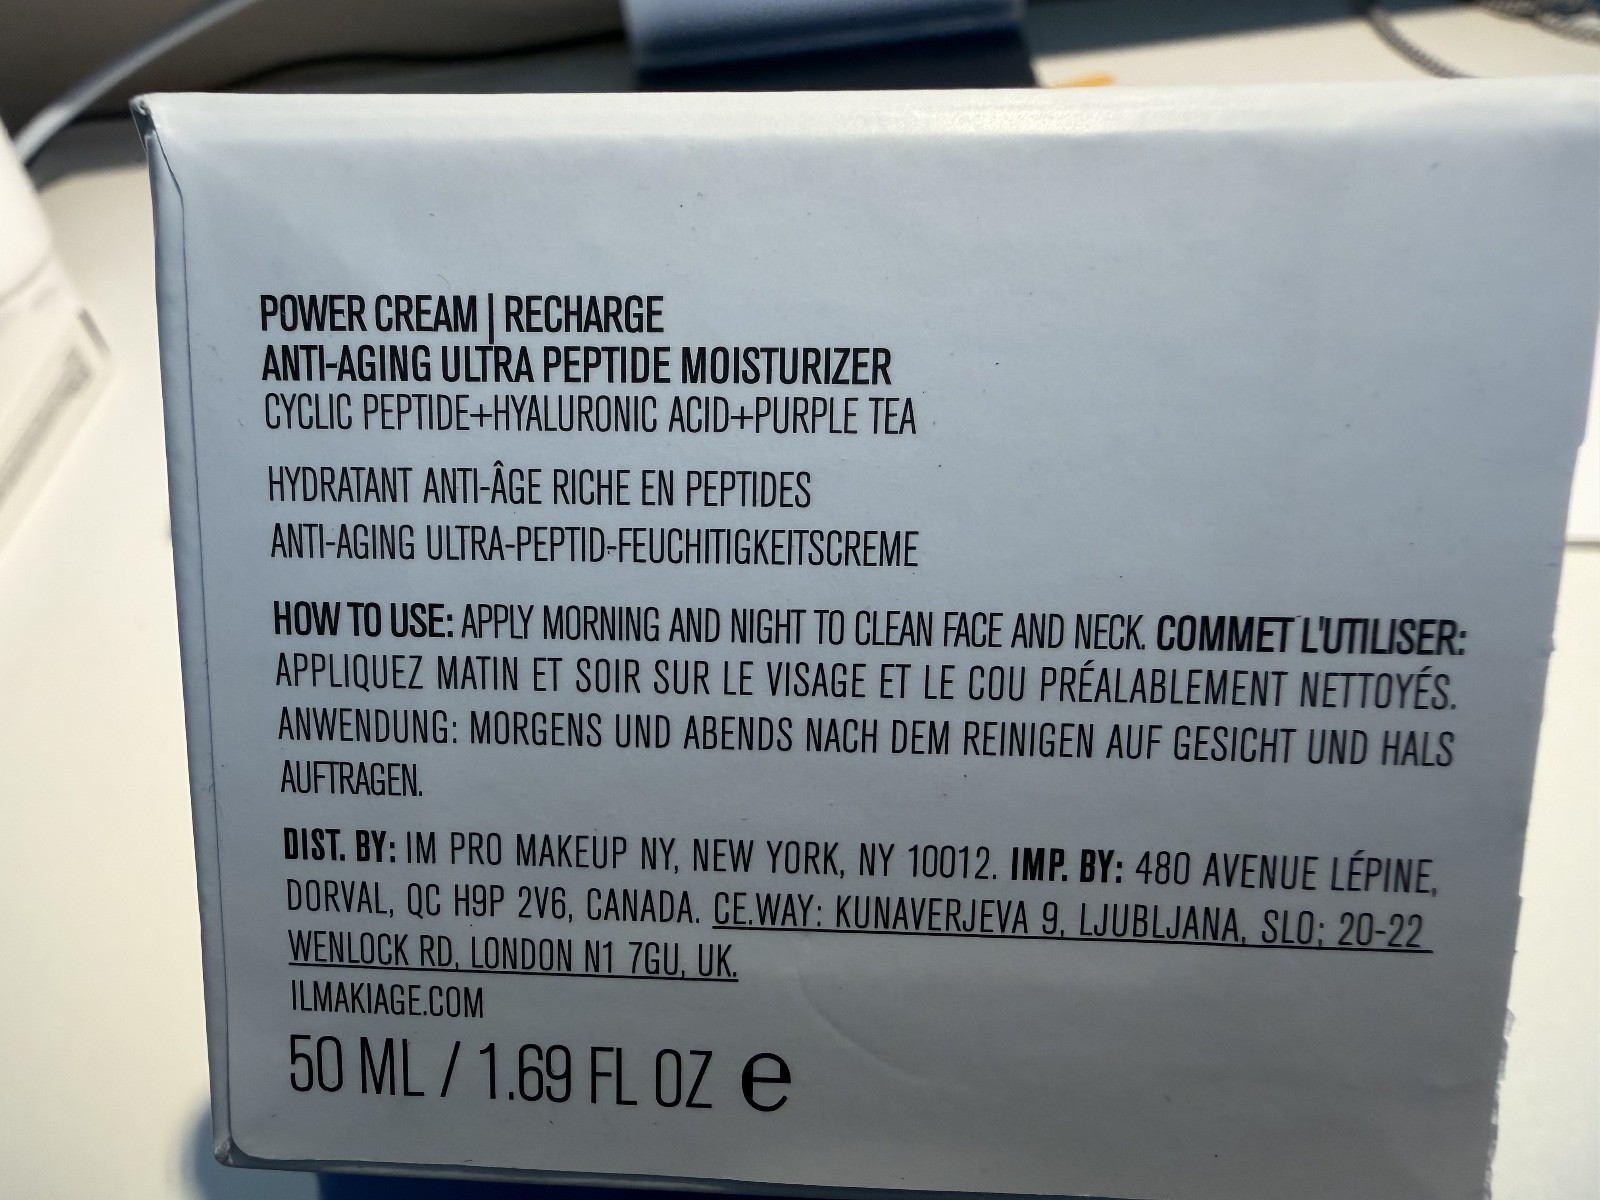 POWER CREAM | RECHARGE
ANTI-AGING ULTRA PEPTIDE MOISTURIZER
CYCLIC PEPTIDE+HYALURONIC ACID+PURPLE TEA
HYDRATANT ANTI-ÂGE RICHE EN PEPTIDES
ANTI-AGING ULTRA-PEPTID-FEUCHITIGKEITSCREME
HOW TO USE: APPLY MORNING AND NIGHT TO CLEAN FACE AND NECK. COMMET L'UTILISER:
APPLIQUEZ MATIN ET SOIR SUR LE VISAGE ET LE COU PRÉALABLEMENT NETTOYÉS.
ANWENDUNG: MORGENS UND ABENDS NACH DEM REINIGEN AUF GESICHT UND HALS
AUFTRAGEN.
DIST. BY: IM PRO MAKEUP NY, NEW YORK, NY 10012. IMP. BY: 480 AVENUE LÉPINE,
DORVAL, QC H9P 2V6, CANADA. CE.WAY: KUNAVERJEVA 9, LJUBLJANA, SLO; 20-22
WENLOCK RD, LONDON N1 7GU, UK.
ILMAKIAGE.COM
50 ML / 1.69 FL OZ e